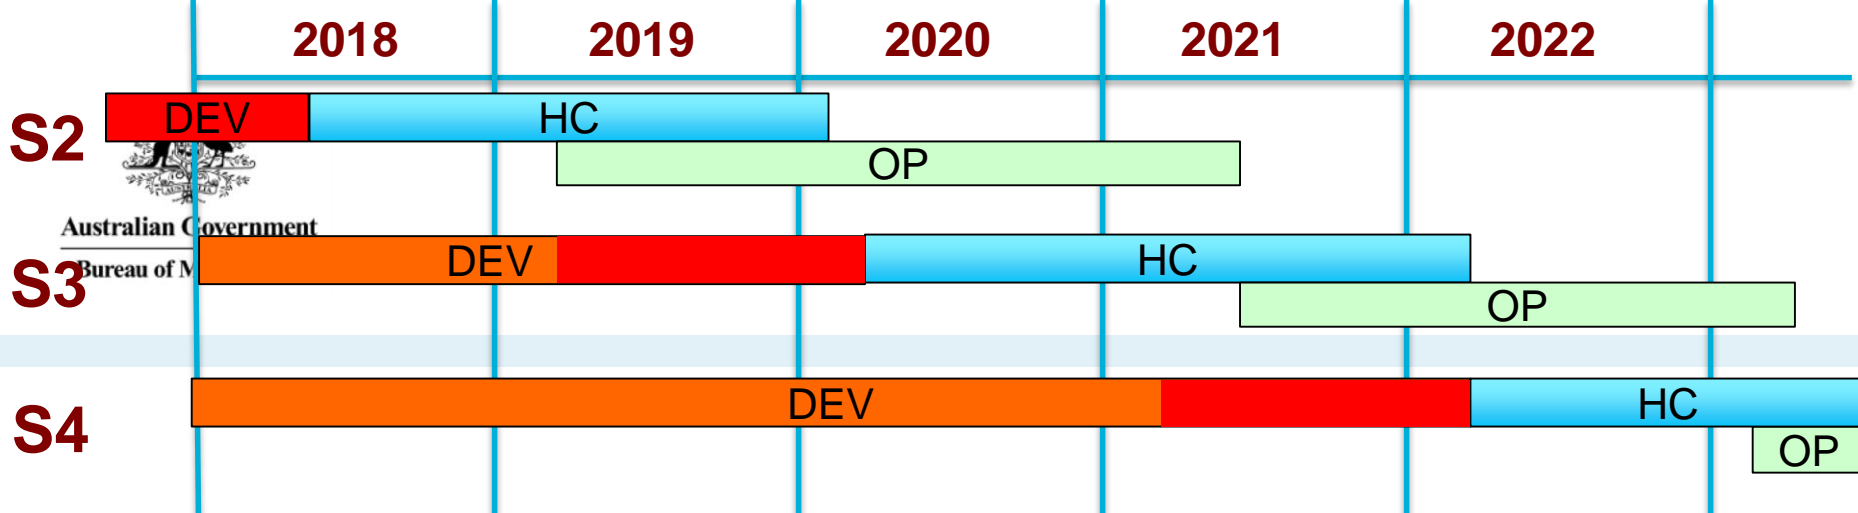 2018 2019 2020 2021 2022
DEV HC
S2
OP
AUSTRALIA
Australian Government
Bureau of M
DEV HC
S3
OP
DEV HC
S4
OP